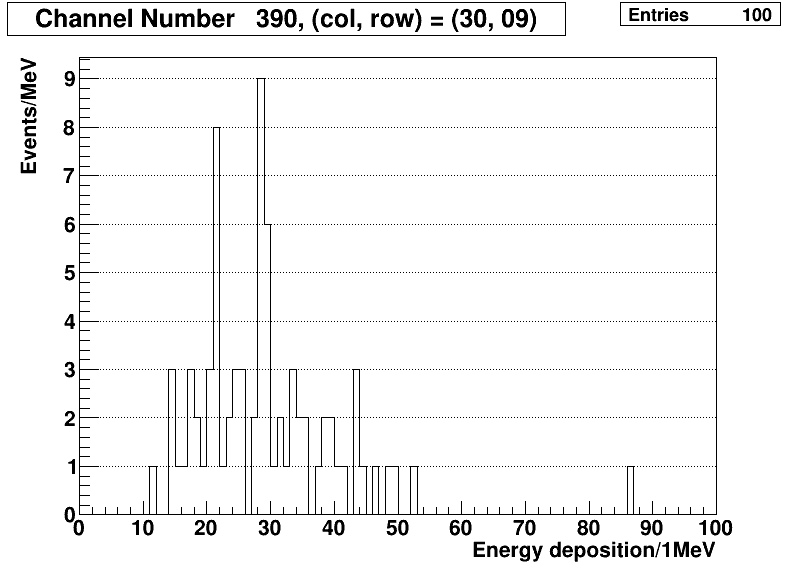 Channel Number 390, (col, row) = (30, 09)
Entries 100
Events/MeV
9
8
7
6
5
4
3
2
1
0
0 10 20 30 40 50 60 70 80 90 100
Energy deposition/1MeV